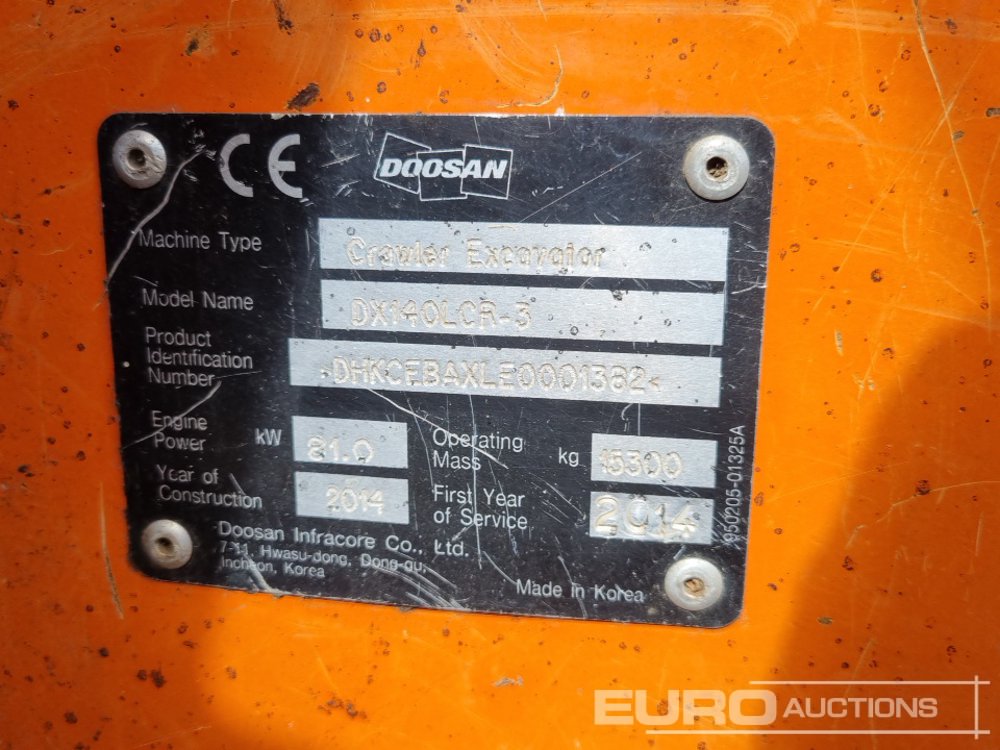 CE DOOSAN
Machine Type Crawler Excavator
Model Name DX140LCR-3
Product
Identification
Number *DHKCEBAXLE0001382*
Engine
Power kW 81.0
Operating
Mass kg 15300
Year of
Construction 2014
First Year
of Service 2014
Doosan Infracore Co., Ltd.
7-11, Hwasu-dong, Dong-gu,
Incheon, Korea
Made in Korea
950205-01325A
EURO AUCTIONS